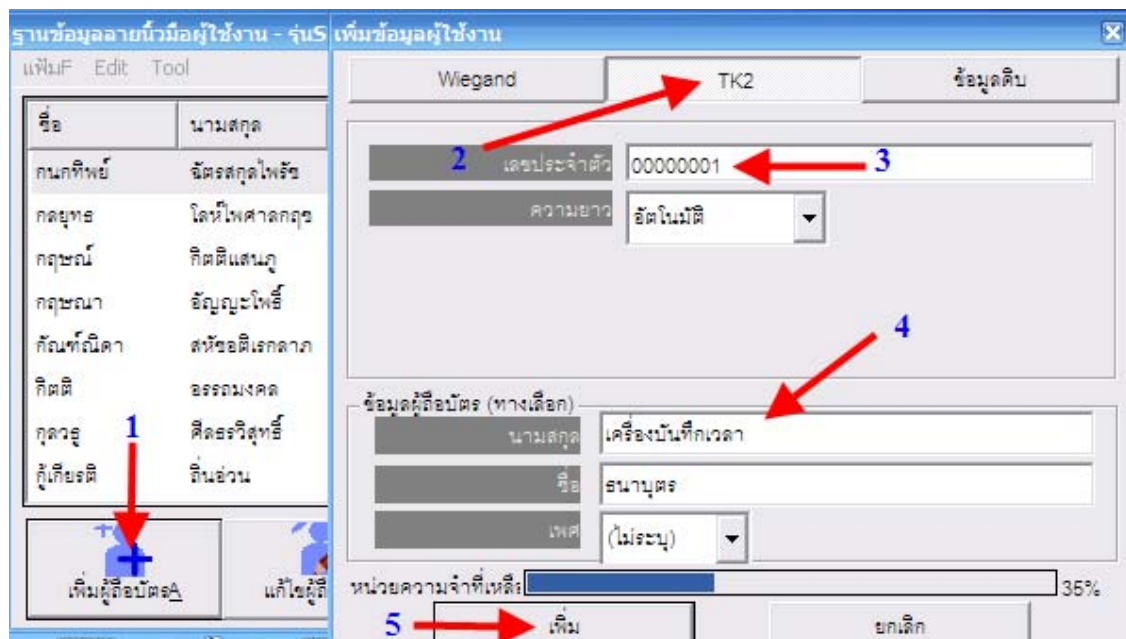 ฐานข้อมูลลายนิ้วมือผู้ใช้งาน - รุ่นS
แฟ้มF Edit Tool
ชื่อ นามสกุล
กนกทิพย์ ฉัตรสกุลไพรัช
กลยุทธ โลห์ไพศาลกฤช
กฤษณ์ กิตติแสนภู
กฤษณา อัญญะโพธิ์
กัณฑ์ณิดา สหัชอติเรกลาภ
กิตติ อรรถมงคล
กุลวรุ ศีลธรวิสุทธิ์
กู้เกียรติ ถิ่นอ่วน
1
เพิ่มผู้ถือบัตรA แก้ไขผู้ถื
เพิ่มข้อมูลผู้ใช้งาน
Wiegand TK2 ข้อมูลดิบ
2 เลขประจำตัว 00000001 3
ความยาว อัตโนมัติ
4
ข้อมูลผู้ถือบัตร (ทางเลือก)
นามสกุล เครื่องบันทึกเวลา
ชื่อ ธนาบุตร
เพศ (ไม่ระบุ)
หน่วยความจำที่เหลือ 35%
5 เพิ่ม ยกเลิก